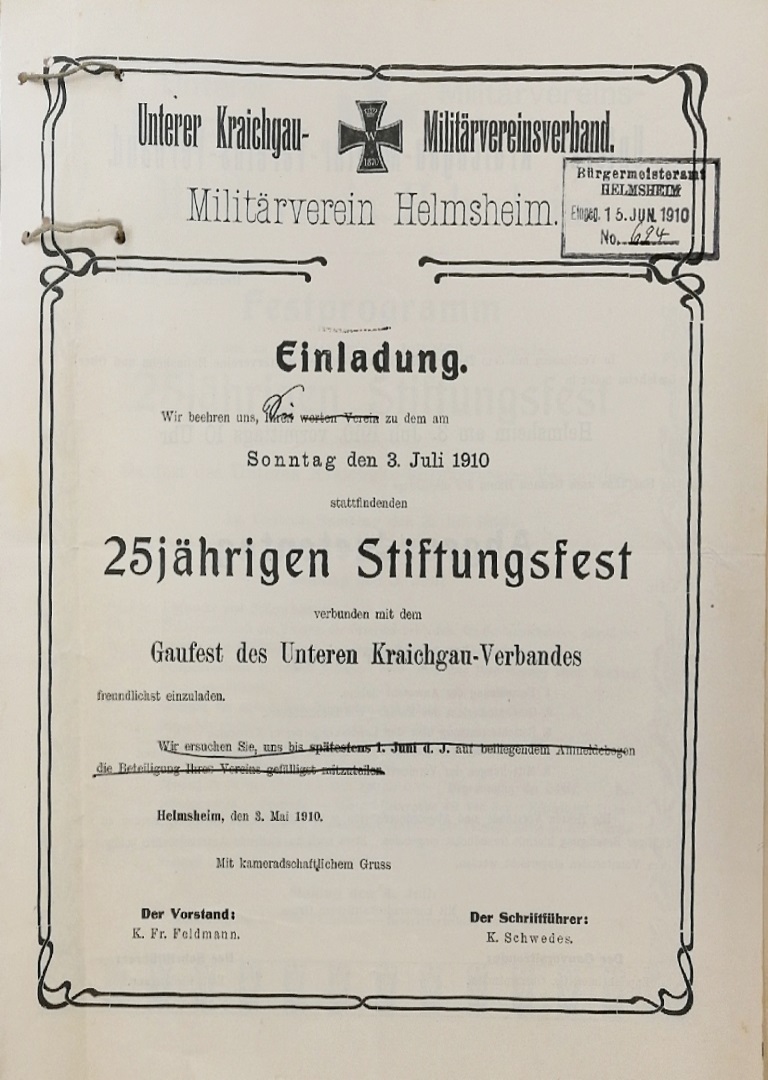 Unterer Kraichgau- Militärvereinsverband.
W
1870
Militärverein Helmsheim.
Bürgermeisteramt
HELMSHEIM
Eingeg. 15. JUN. 1910
No. 694
Einladung.
Wir beehren uns, Sie werten Verein zu dem am
Sonntag den 3. Juli 1910
stattfindenden
25jährigen Stiftungsfest
verbunden mit dem
Gaufest des Unteren Kraichgau-Verbandes
freundlichst einzuladen.
Wir ersuchen Sie, uns bis spätestens 1. Juni d. J. auf beiliegendem Anmeldebogen
die Beteiligung Ihres Vereins gefälligst mitzuteilen.
Helmsheim, den 3. Mai 1910.
Mit kameradschaftlichem Gruss
Der Vorstand:
K. Fr. Feldmann.
Der Schriftführer:
K. Schwedes.